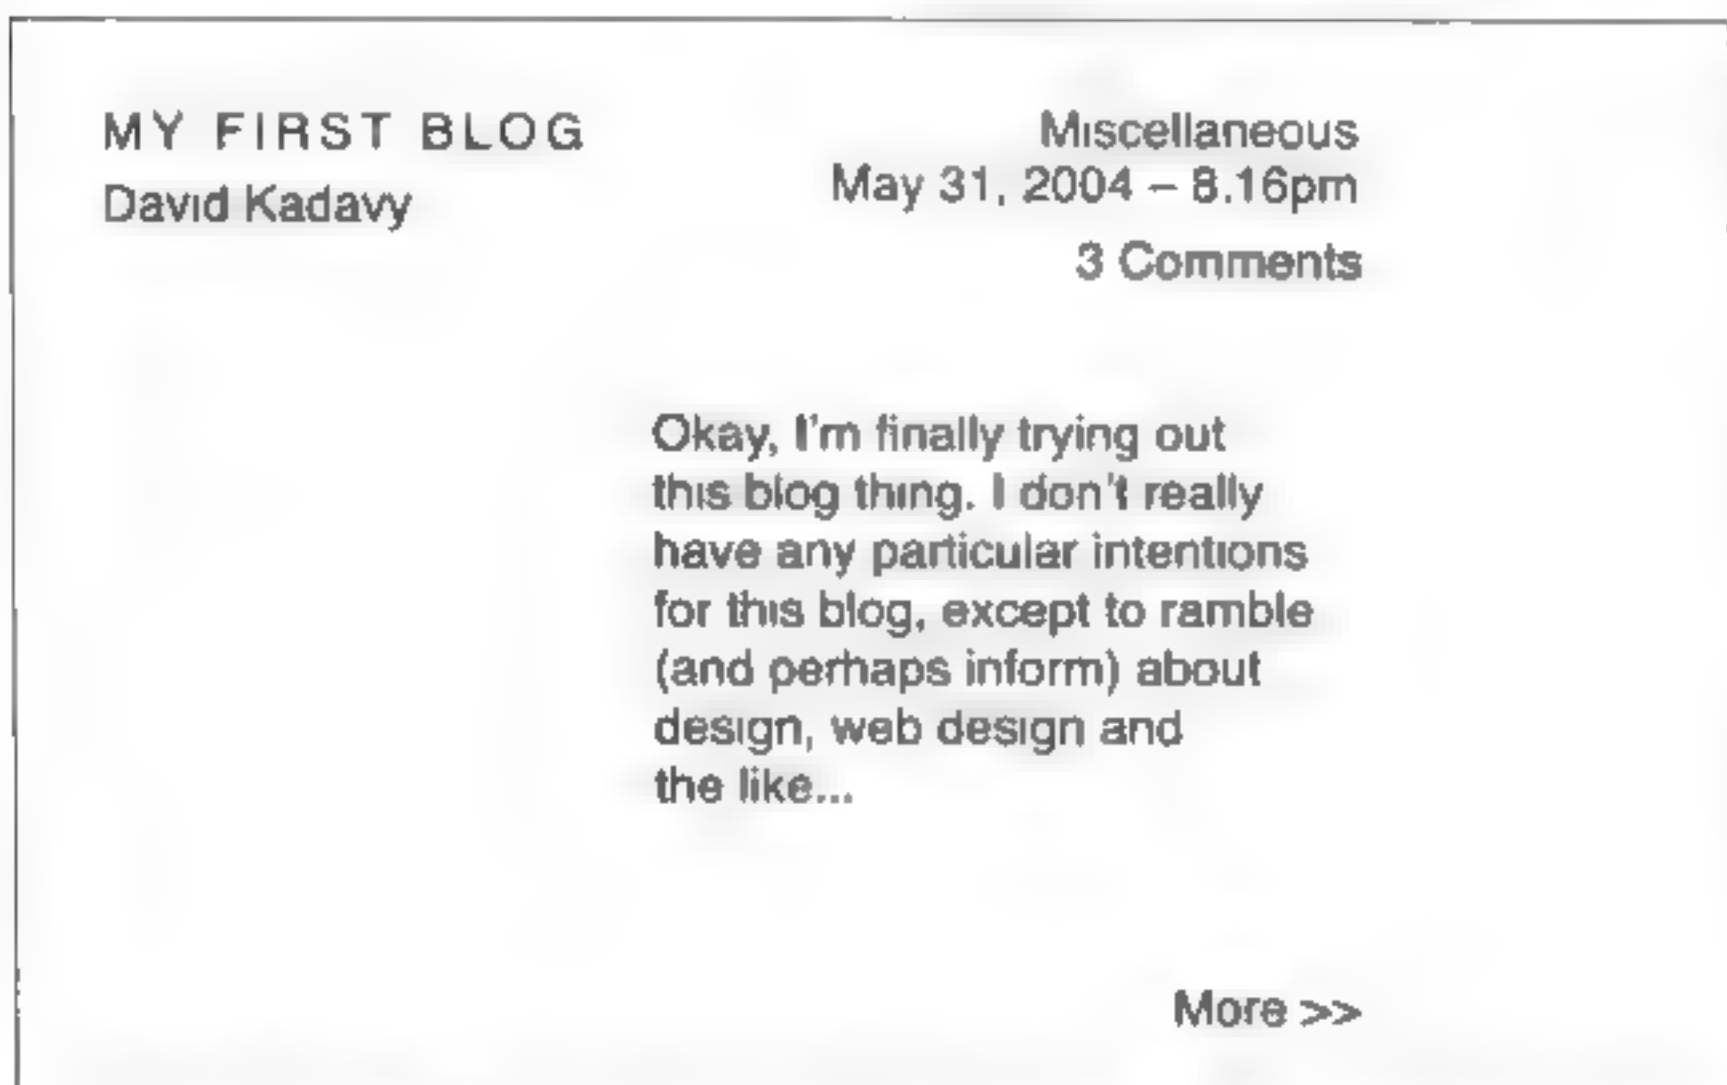 MY FIRST BLOG
David Kadavy
Miscellaneous
May 31, 2004 – 8.16pm
3 Comments
Okay, I'm finally trying out
this blog thing. I don't really
have any particular intentions
for this blog, except to ramble
(and perhaps inform) about
design, web design and
the like...
More >>